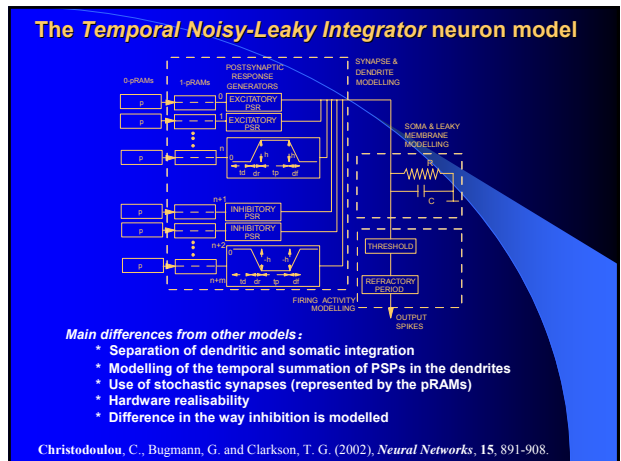 The Temporal Noisy-Leaky Integrator neuron model
POSTSYNAPTIC
RESPONSE
GENERATORS
SYNAPSE &
DENDRITE
MODELLING
0-pRAMs
1-pRAMs
p
0
EXCITATORY
PSR
p
1
EXCITATORY
PSR
p
n
0
h
h
td dr tp df
SOMA & LEAKY
MEMBRANE
MODELLING
R
C
p
n+1
INHIBITORY
PSR
p
n+2
INHIBITORY
PSR
p
n+m
0
-h
-h
td dr tp df
THRESHOLD
REFRACTORY
PERIOD
FIRING ACTIVITY
MODELLING
OUTPUT
SPIKES
Main differences from other models:
* Separation of dendritic and somatic integration
* Modelling of the temporal summation of PSPs in the dendrites
* Use of stochastic synapses (represented by the pRAMs)
* Hardware realisability
* Difference in the way inhibition is modelled
Christodoulou, C., Bugmann, G. and Clarkson, T. G. (2002), Neural Networks, 15, 891-908.